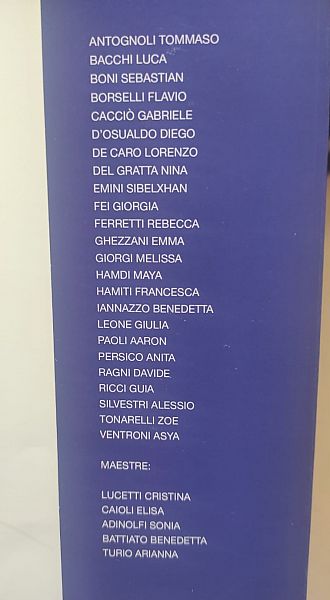 ANTOGNOLI TOMMASO
BACCHI LUCA
BONI SEBASTIAN
BORSELLI FLAVIO
CACCIÒ GABRIELE
D'OSUALDO DIEGO
DE CARO LORENZO
DEL GRATTA NINA
EMINI SIBELXHAN
FEI GIORGIA
FERRETTI REBECCA
GHEZZANI EMMA
GIORGI MELISSA
HAMDI MAYA
HAMITI FRANCESCA
IANNAZZO BENEDETTA
LEONE GIULIA
PAOLI AARON
PERSICO ANITA
RAGNI DAVIDE
RICCI GUIA
SILVESTRI ALESSIO
TONARELLI ZOE
VENTRONI ASYA
MAESTRE:
LUCETTI CRISTINA
CAIOLI ELISA
ADINOLFI SONIA
BATTIATO BENEDETTA
TURIO ARIANNA